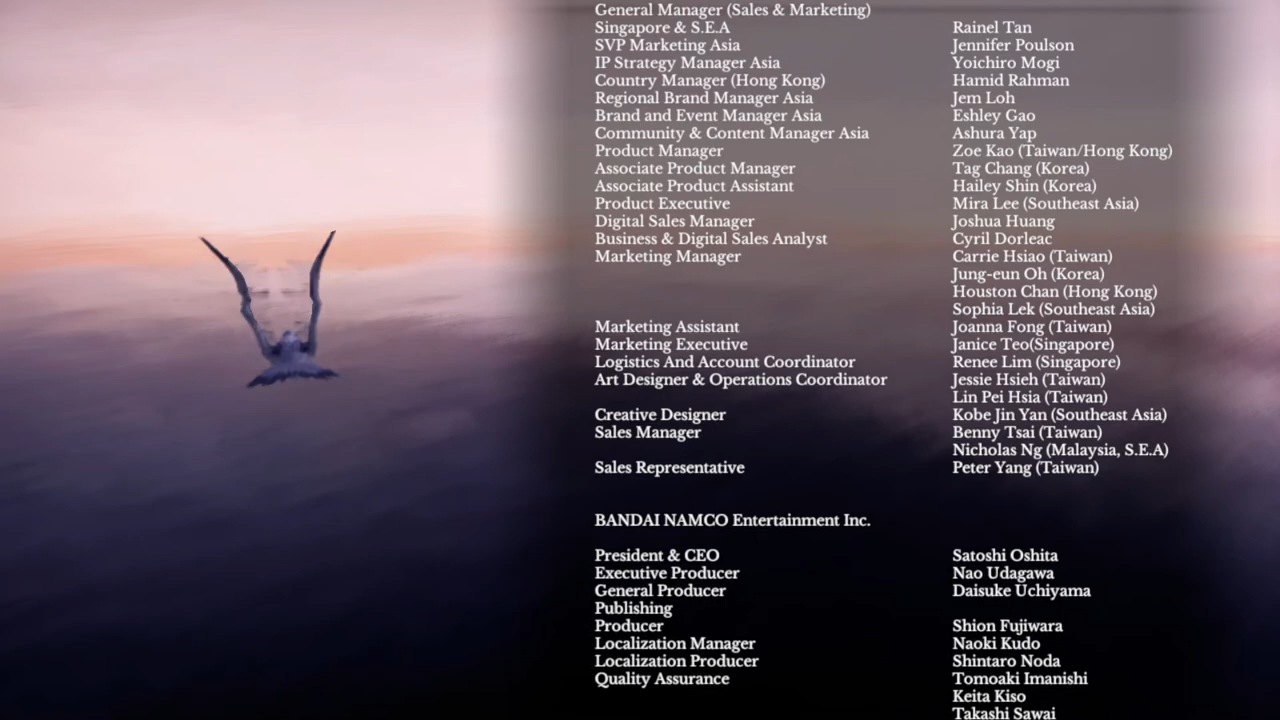 General Manager (Sales & Marketing)
Singapore & S.E.A Rainel Tan
SVP Marketing Asia Jennifer Poulson
IP Strategy Manager Asia Yoichiro Mogi
Country Manager (Hong Kong) Hamid Rahman
Regional Brand Manager Asia Jem Loh
Brand and Event Manager Asia Eshley Gao
Community & Content Manager Asia Ashura Yap
Product Manager Zoe Kao (Taiwan/Hong Kong)
Associate Product Manager Tag Chang (Korea)
Associate Product Assistant Hailey Shin (Korea)
Product Executive Mira Lee (Southeast Asia)
Digital Sales Manager Joshua Huang
Business & Digital Sales Analyst Cyril Dorleac
Marketing Manager Carrie Hsiao (Taiwan)
Jung-eun Oh (Korea)
Houston Chan (Hong Kong)
Sophia Lek (Southeast Asia)
Marketing Assistant Joanna Fong (Taiwan)
Marketing Executive Janice Teo(Singapore)
Logistics And Account Coordinator Renee Lim (Singapore)
Art Designer & Operations Coordinator Jessie Hsieh (Taiwan)
Lin Pei Hsia (Taiwan)
Creative Designer Kobe Jin Yan (Southeast Asia)
Sales Manager Benny Tsai (Taiwan)
Nicholas Ng (Malaysia, S.E.A)
Sales Representative Peter Yang (Taiwan)
BANDAI NAMCO Entertainment Inc.
President & CEO Satoshi Oshita
Executive Producer Nao Udagawa
General Producer Daisuke Uchiyama
Publishing
Producer Shion Fujiwara
Localization Manager Naoki Kudo
Localization Producer Shintaro Noda
Quality Assurance Tomoaki Imanishi
Keita Kiso
Takashi Sawai